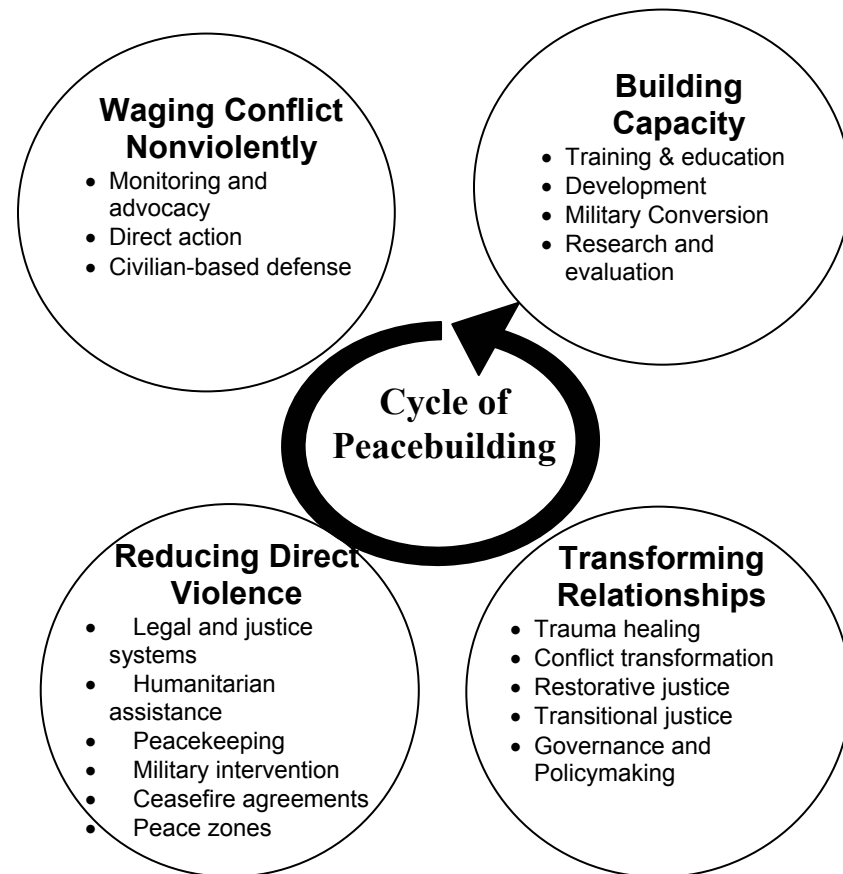 Waging Conflict
Nonviolently
• Monitoring and
advocacy
• Direct action
• Civilian-based defense
Building
Capacity
• Training & education
• Development
• Military Conversion
• Research and
evaluation
Cycle of
Peacebuilding
Reducing Direct
Violence
• Legal and justice
systems
• Humanitarian
assistance
• Peacekeeping
• Military intervention
• Ceasefire agreements
• Peace zones
Transforming
Relationships
• Trauma healing
• Conflict transformation
• Restorative justice
• Transitional justice
• Governance and
Policymaking